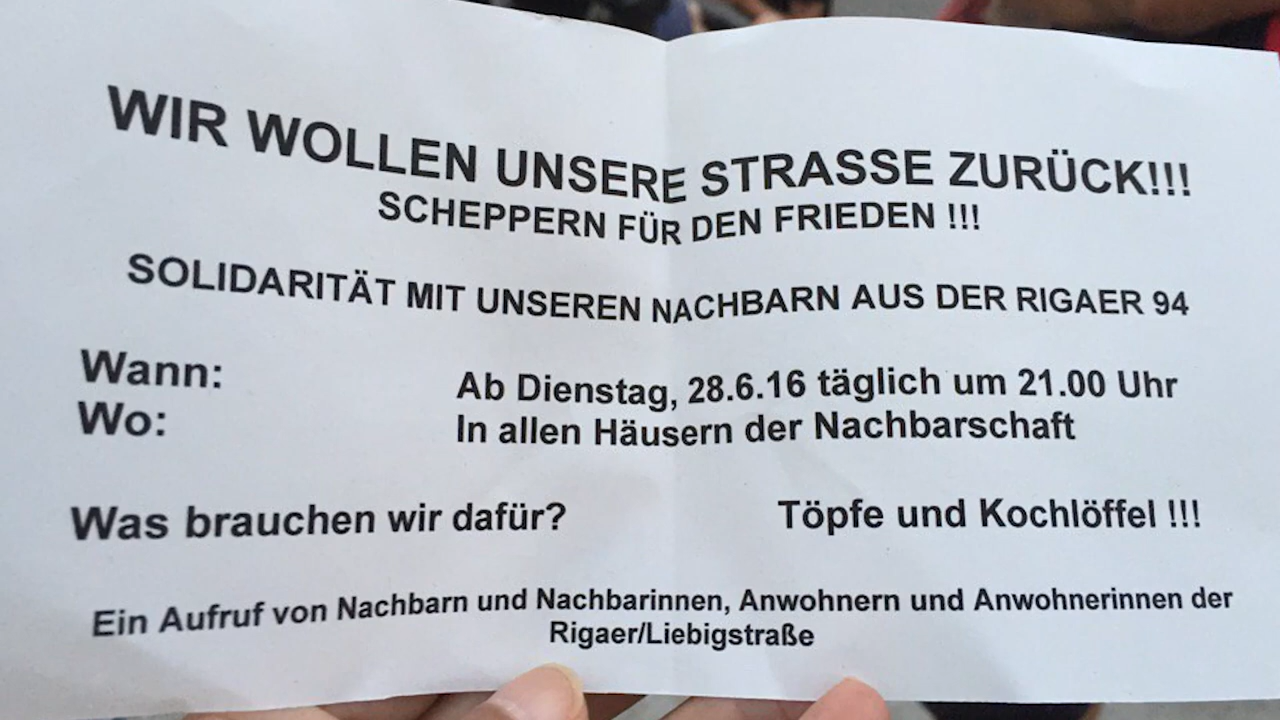 WIR WOLLEN UNSERE STRASSE ZURÜCK!!!
SCHEPPERN FÜR DEN FRIEDEN !!!
SOLIDARITÄT MIT UNSEREN NACHBARN AUS DER RIGAER 94
Wann: Ab Dienstag, 28.6.16 täglich um 21.00 Uhr
Wo: In allen Häusern der Nachbarschaft
Was brauchen wir dafür? Töpfe und Kochlöffel !!!
Ein Aufruf von Nachbarn und Nachbarinnen, Anwohnern und Anwohnerinnen der
Rigaer/Liebigstraße